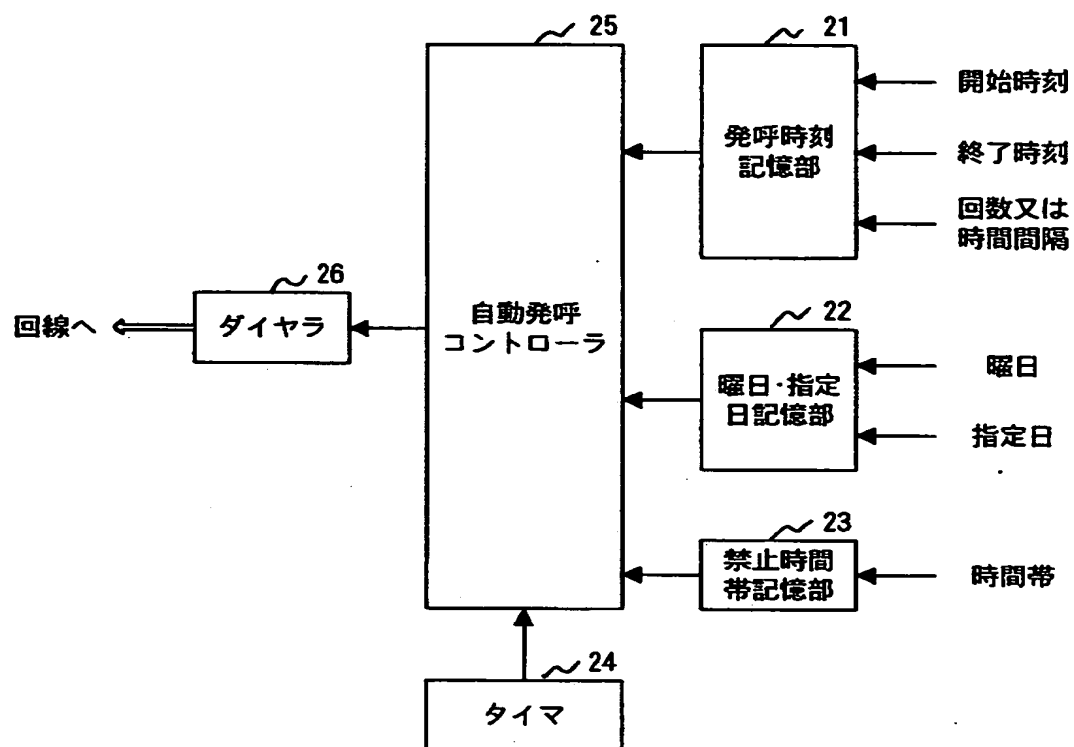 25
21
開始時刻
発呼時刻
記憶部
終了時刻
回数又は
時間間隔
26
回線へ
ダイヤラ
自動発呼
コントローラ
22
曜日・指定
日記憶部
曜日
指定日
23
禁止時間
帯記憶部
時間帯
24
タイマ